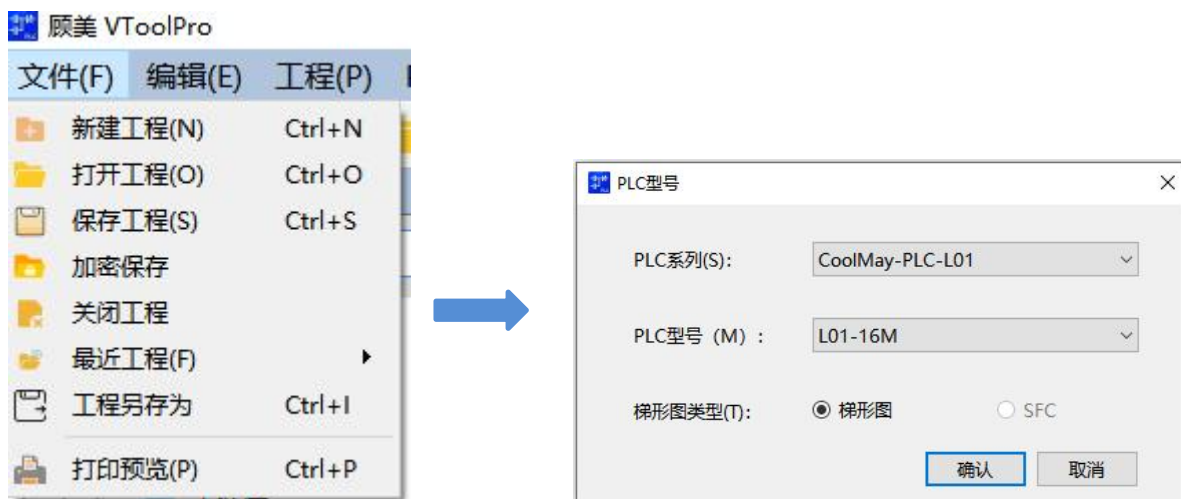 顾美 VToolPro
文件(F) 编辑(E) 工程(P)
新建工程(N) Ctrl+N
打开工程(O) Ctrl+O
保存工程(S) Ctrl+S
加密保存
关闭工程
最近工程(F)
工程另存为 Ctrl+I
打印预览(P) Ctrl+P
PLC型号
PLC系列(S): CoolMay-PLC-L01
PLC型号（M）: L01-16M
梯形图类型(T): 梯形图 SFC
确认 取消